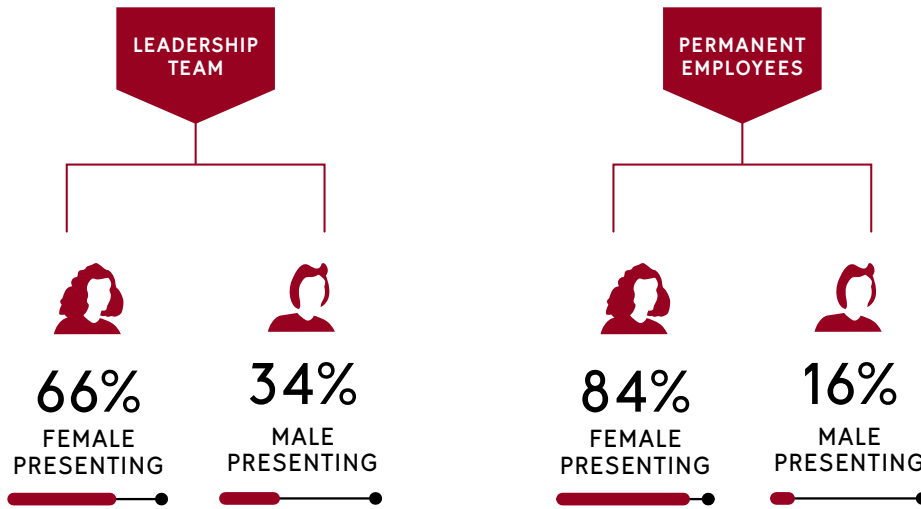 LEADERSHIP
TEAM
66%
FEMALE
PRESENTING
34%
MALE
PRESENTING
PERMANENT
EMPLOYEES
84%
FEMALE
PRESENTING
16%
MALE
PRESENTING